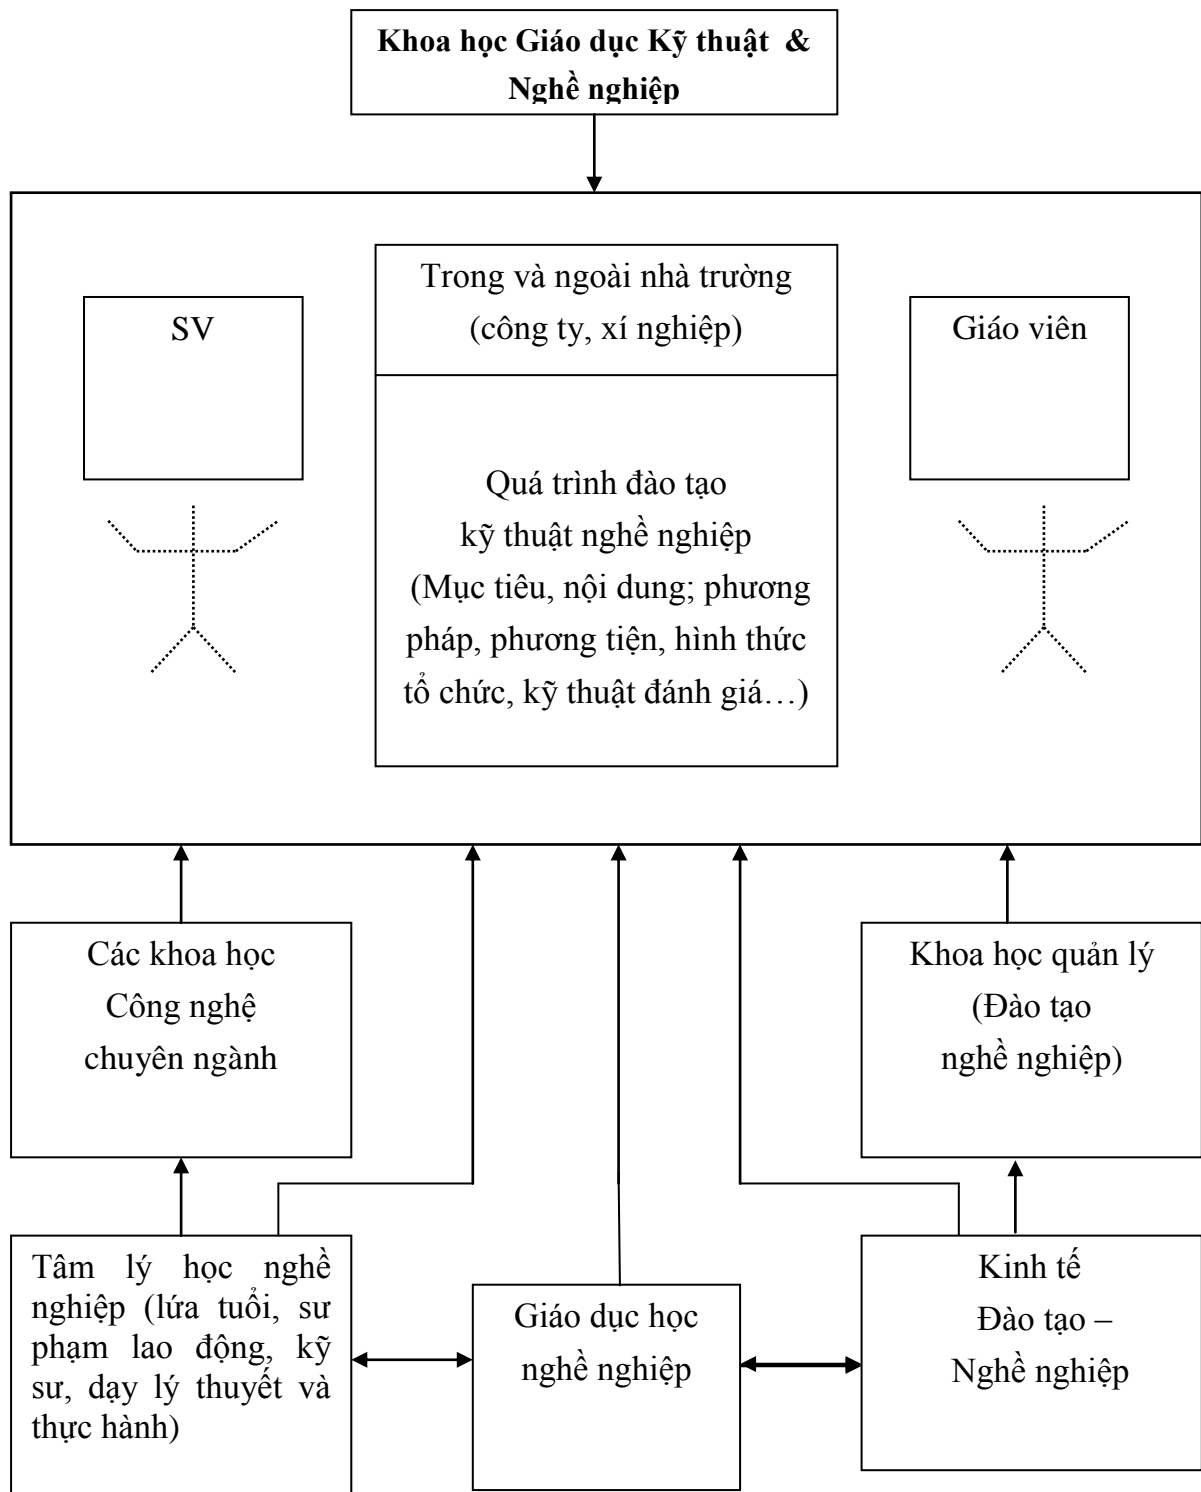 Khoa học Giáo dục Kỹ thuật &
Nghề nghiệp
Trong và ngoài nhà trường
(công ty, xí nghiệp)
SV
Giáo viên
Quá trình đào tạo
kỹ thuật nghề nghiệp
(Mục tiêu, nội dung; phương
pháp, phương tiện, hình thức
tổ chức, kỹ thuật đánh giá…)
Các khoa học
Công nghệ
chuyên ngành
Khoa học quản lý
(Đào tạo
nghề nghiệp)
Tâm lý học nghề
nghiệp (lứa tuổi, sư
phạm lao động, kỹ
sư, dạy lý thuyết và
thực hành)
Giáo dục học
nghề nghiệp
Kinh tế
Đào tạo –
Nghề nghiệp